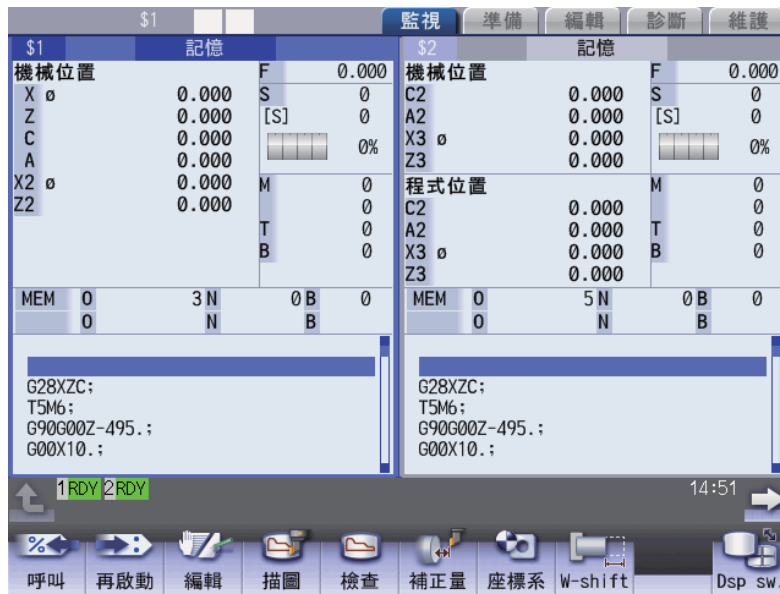 $1 監視 準備 編輯 診斷 維護
$1 記憶
機械位置 F 0.000
X ø 0.000 S 0
Z 0.000 [S] 0
C 0.000 0%
A 0.000
X2 ø 0.000 M 0
Z2 0.000 0
T 0
B 0
MEM O 3 N 0 B 0
O N B
G28XZC;
T5M6;
G90G00Z-495.;
G00X10.;
$2 記憶
機械位置 F 0.000
C2 0.000 S 0
A2 0.000 [S] 0
X3 ø 0.000 0%
Z3 0.000
程式位置 M 0
C2 0.000 0
A2 0.000 T 0
X3 ø 0.000 B 0
Z3 0.000
MEM O 5 N 0 B 0
O N B
G28XZC;
T5M6;
G90G00Z-495.;
G00X10.;
1 RDY 2 RDY 14:51
呼叫 再啟動 編輯 描圖 檢查 補正量 座標系 W-shift Dsp sw.